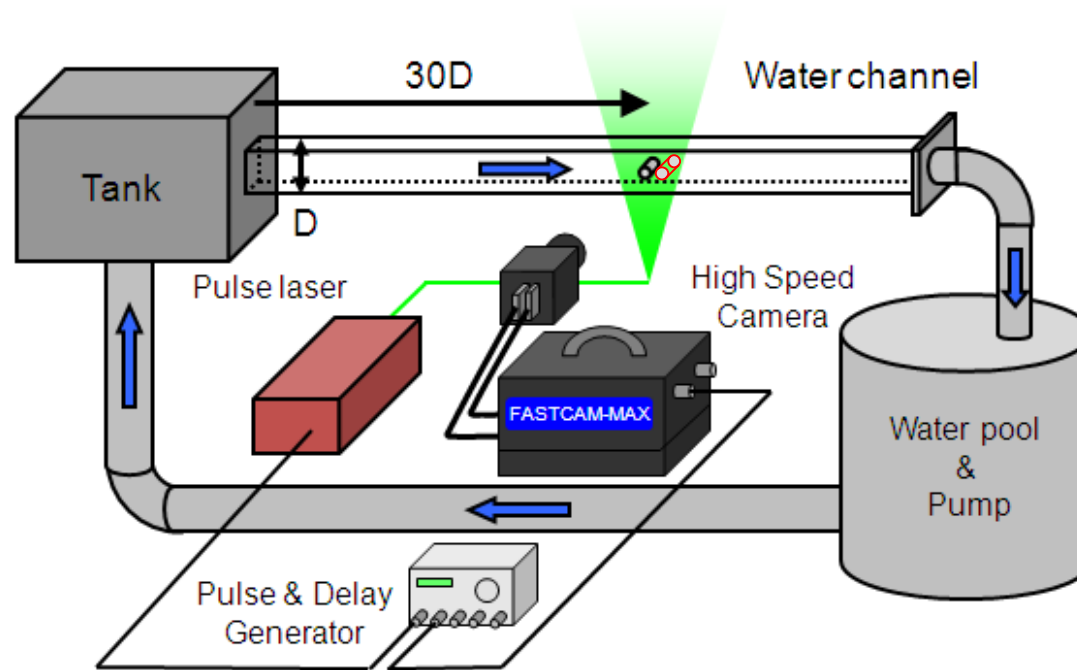 30D
Water channel
Tank
D
Pulse laser
High Speed
Camera
FASTCAM-MAX
Water pool
&
Pump
Pulse & Delay
Generator